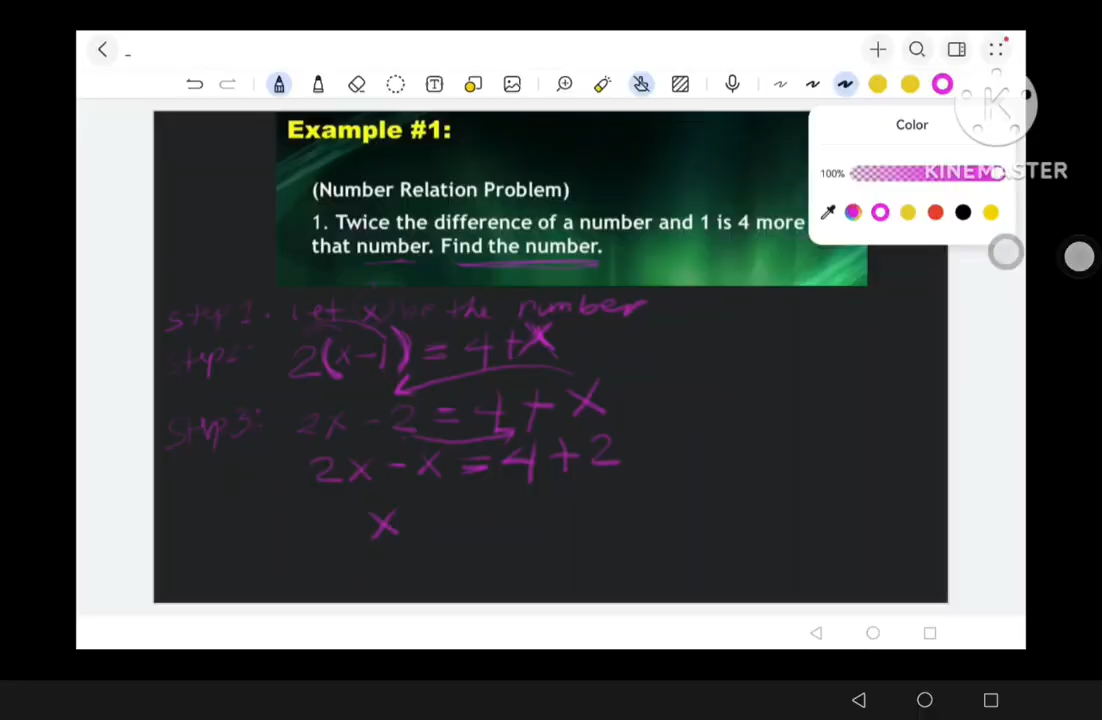 Color
100%
KINEMASTER
Example #1:
(Number Relation Problem)
1. Twice the difference of a number and 1 is 4 more
that number. Find the number.
step 1. Let (x) be the number
step 2(x-1) = 4+x
step 3: 2x - 2 = 4 + x
2x - x = 4 + 2
x